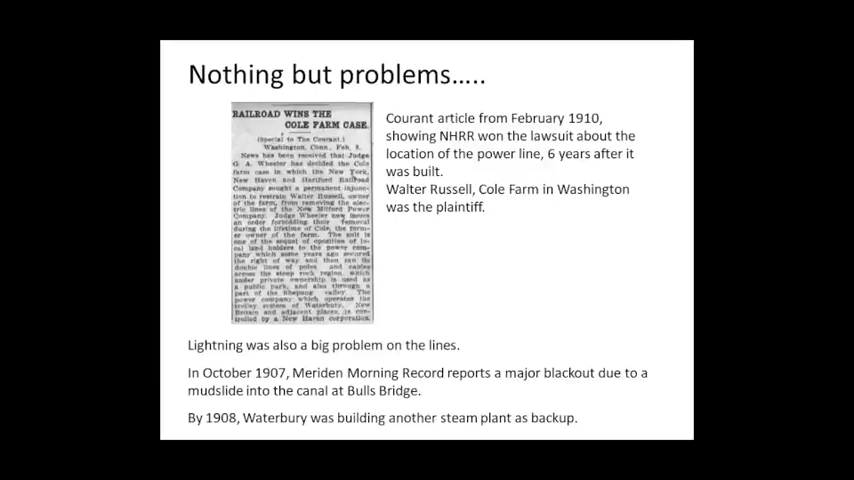 Nothing but problems…..
RAILROAD WINS THE
COLE FARM CASE.
(Special to The Courant.)
Washington, Conn., Feb. 8.
News has been received that Judge
G. A. Wheeler has decided the Cole
farm case in which the New York,
New Haven and Hartford Railroad
Company sought a permanent injunc-
tion to restrain Walter Russell, owner
of the farm, from removing the elec-
tric lines of the New Milford Power
Company. Judge Wheeler now issues
an order forbidding their removal
during the lifetime of Cole, the form-
er owner of the farm. The suit is
one of the sequel of oposition of lo-
cal land holders to the power com-
pany which some years ago secured
the right of way and then ran its
double lines of poles and cables
across the steep rock region, which
under private ownership is used as
a public park, and also through a
part of the Shepaug valley. The
power company which operates the
trolley system of Waterbury, New
Britain and adjacent places, is con-
trolled by a New Haven corporation.
Courant article from February 1910,
showing NHRR won the lawsuit about the
location of the power line, 6 years after it
was built.
Walter Russell, Cole Farm in Washington
was the plaintiff.
Lightning was also a big problem on the lines.
In October 1907, Meriden Morning Record reports a major blackout due to a
mudslide into the canal at Bulls Bridge.
By 1908, Waterbury was building another steam plant as backup.